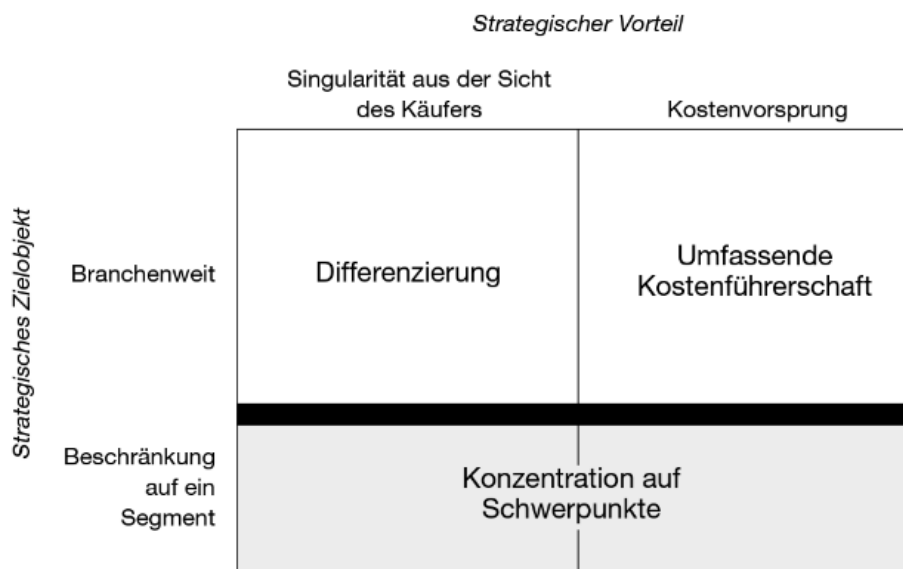 Strategischer Vorteil
Singularität aus der Sicht
des Käufers
Kostenvorsprung
Strategisches Zielobjekt
Branchenweit
Differenzierung
Umfassende
Kostenführerschaft
Beschränkung
auf ein
Segment
Konzentration auf
Schwerpunkte